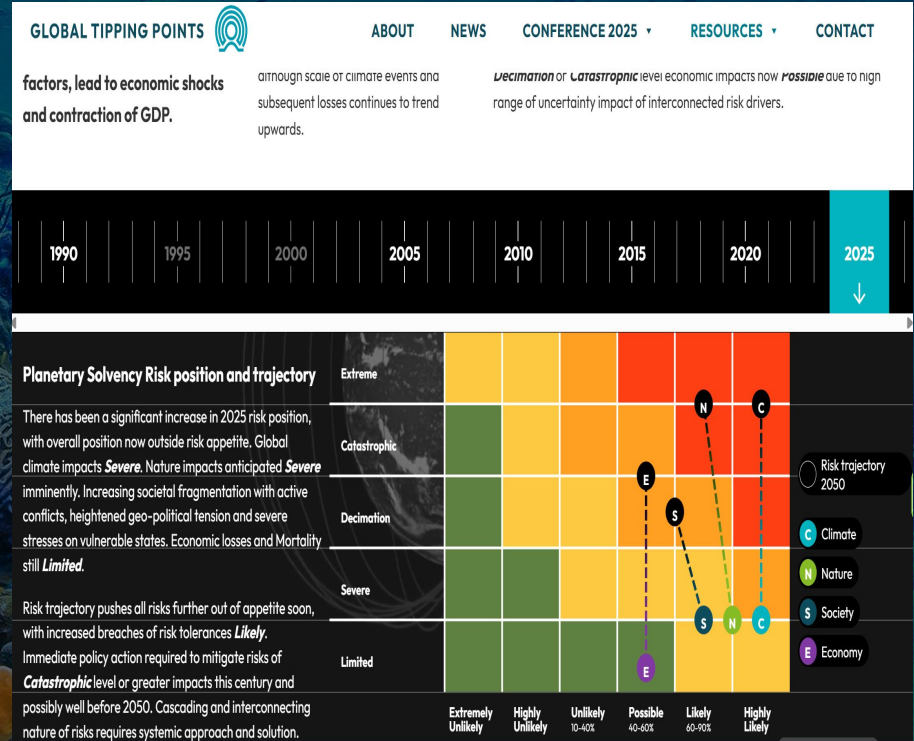 GLOBAL TIPPING POINTS
ABOUT
NEWS
CONFERENCE 2025
RESOURCES
CONTACT
factors, lead to economic shocks
and contraction of GDP.
although scale of climate events and
subsequent losses continues to trend
upwards.
Decimation or Catastrophic level economic impacts now Possible due to high
range of uncertainty impact of interconnected risk drivers.
1990
1995
2000
2005
2010
2015
2020
2025
Planetary Solvency Risk position and trajectory
There has been a significant increase in 2025 risk position,
with overall position now outside risk appetite. Global
climate impacts Severe. Nature impacts anticipated Severe
imminently. Increasing societal fragmentation with active
conflicts, heightened geo-political tension and severe
stresses on vulnerable states. Economic losses and Mortality
still Limited.
Risk trajectory pushes all risks further out of appetite soon,
with increased breaches of risk tolerances Likely.
Immediate policy action required to mitigate risks of
Catastrophic level or greater impacts this century and
possibly well before 2050. Cascading and interconnecting
nature of risks requires systemic approach and solution.
Extreme
Catastrophic
Decimation
Severe
Limited
N
C
E
S
S
N
C
E
Extremely
Unlikely
Highly
Unlikely
Unlikely
10-40%
Possible
40-60%
Likely
60-90%
Highly
Likely
Risk trajectory
2050
C Climate
N Nature
S Society
E Economy